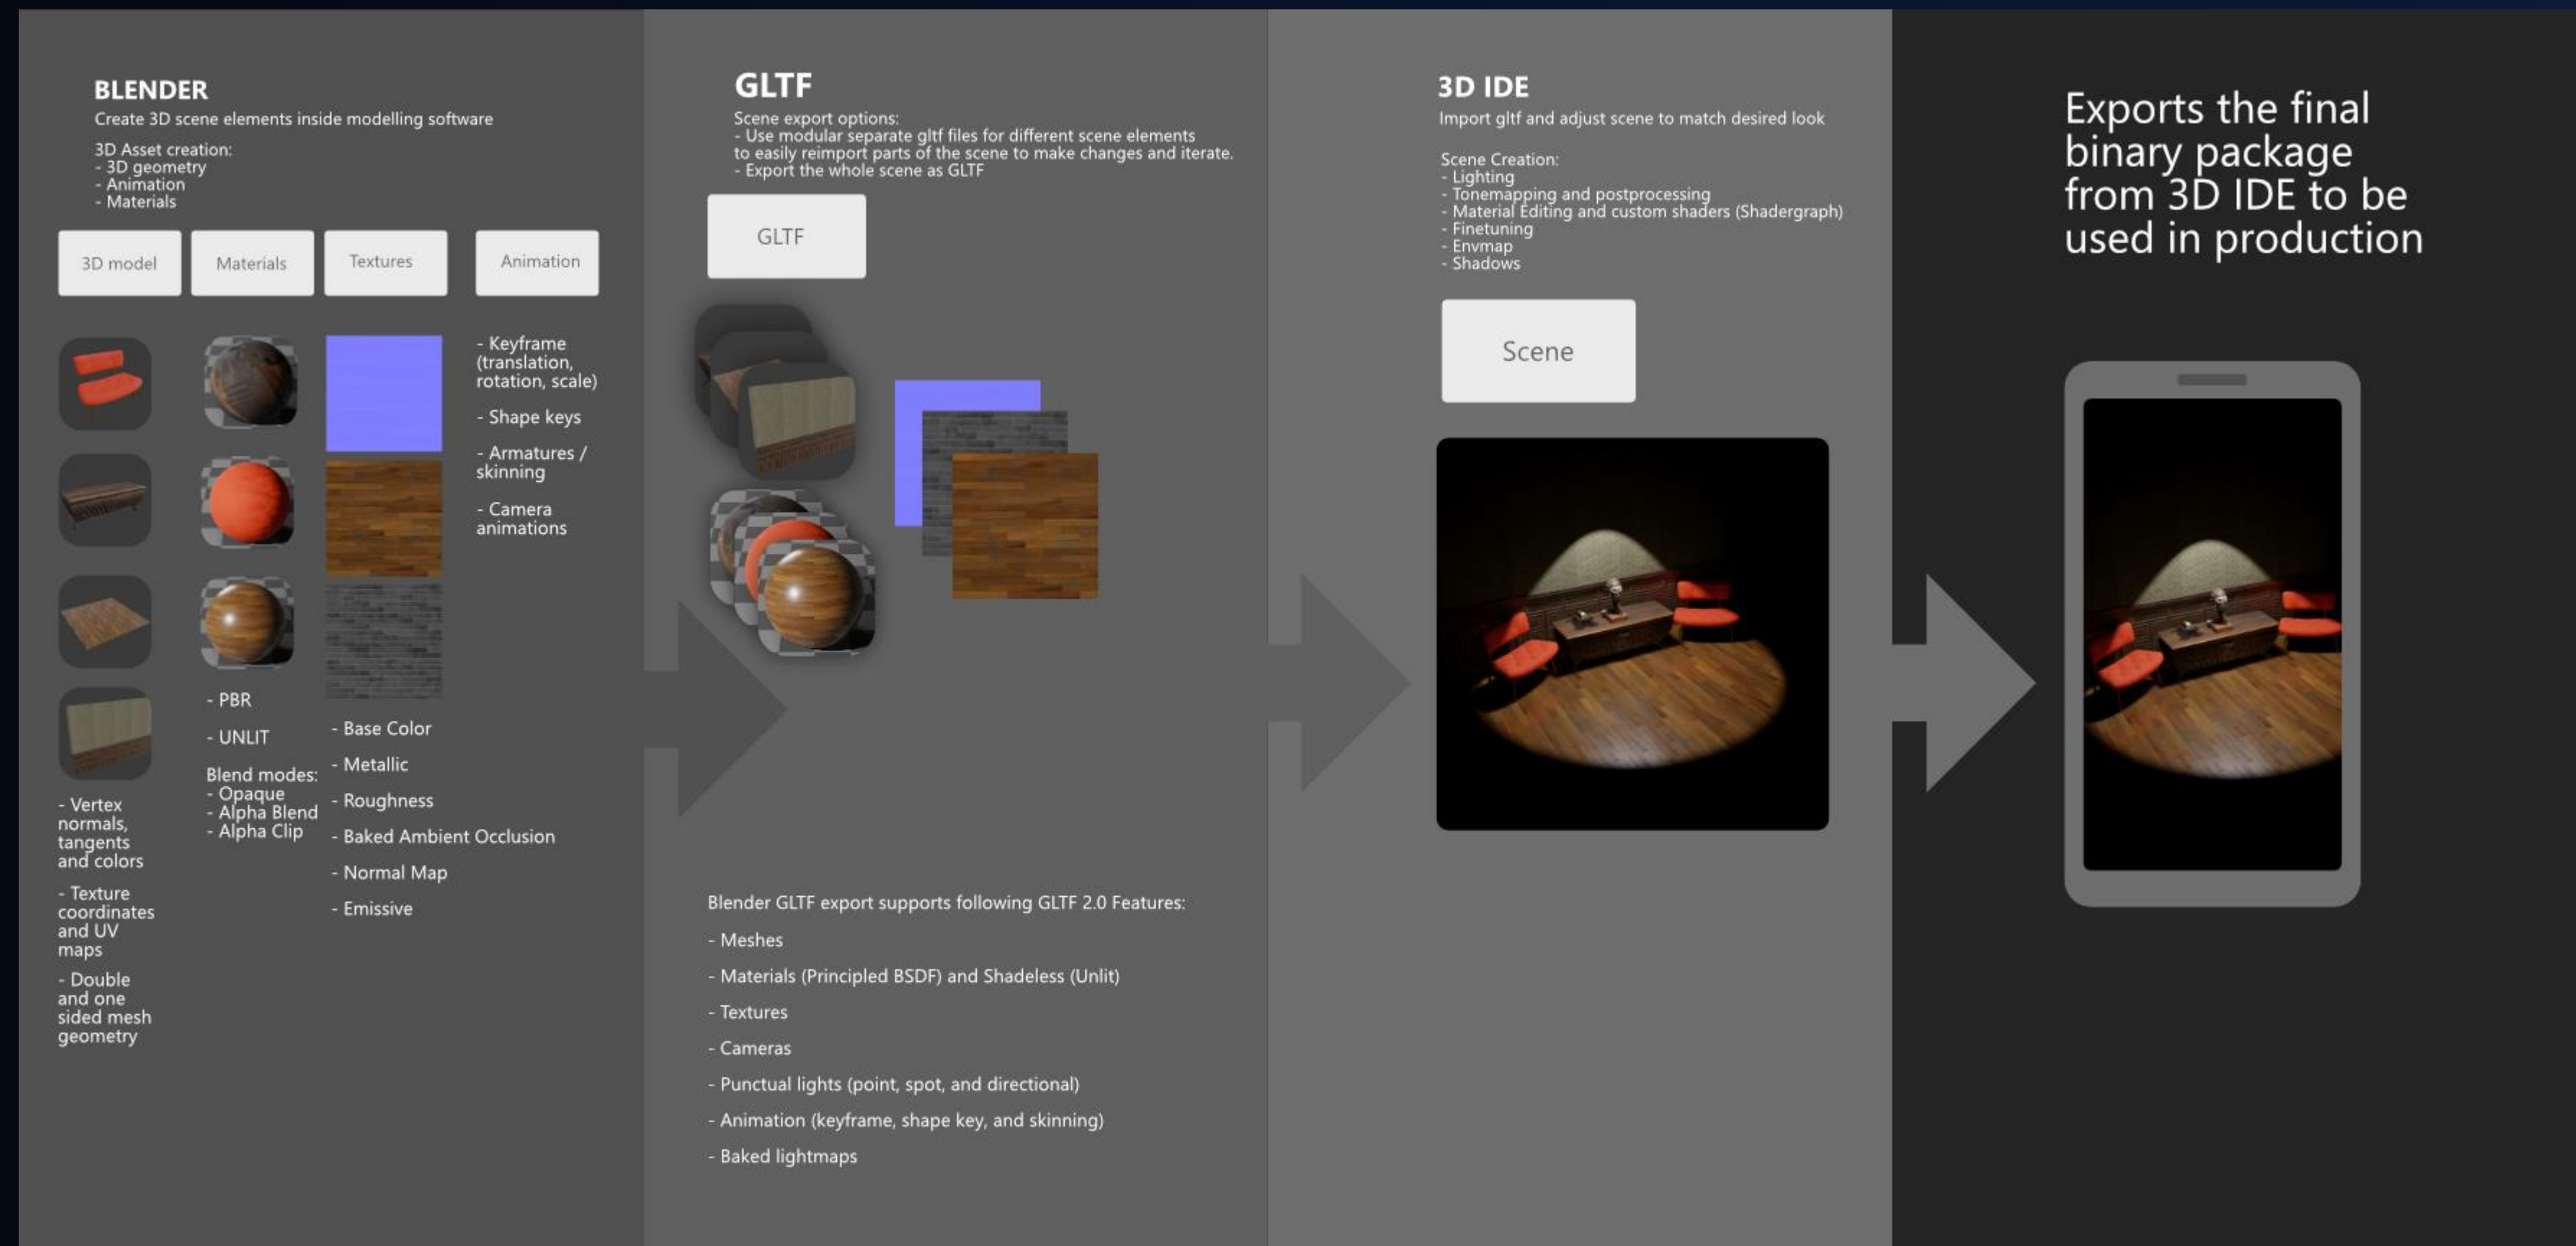 BLENDER
Create 3D scene elements inside modelling software
3D Asset creation:
- 3D geometry
- Animation
- Materials
3D model
Materials
Textures
Animation
- Vertex
normals,
tangents
and colors
- Texture
coordinates
and UV
maps
- Double
and one
sided mesh
geometry
- PBR
- UNLIT
Blend modes:
- Opaque
- Alpha Blend
- Alpha Clip
- Base Color
- Metallic
- Roughness
- Baked Ambient Occlusion
- Normal Map
- Emissive
- Keyframe
(translation,
rotation, scale)
- Shape keys
- Armatures /
skinning
- Camera
animations
GLTF
Scene export options:
- Use modular separate gltf files for different scene elements
to easily reimport parts of the scene to make changes and iterate.
- Export the whole scene as GLTF
GLTF
Blender GLTF export supports following GLTF 2.0 Features:
- Meshes
- Materials (Principled BSDF) and Shadeless (Unlit)
- Textures
- Cameras
- Punctual lights (point, spot, and directional)
- Animation (keyframe, shape key, and skinning)
- Baked lightmaps
3D IDE
Import gltf and adjust scene to match desired look
Scene Creation:
- Lighting
- Tonemapping and postprocessing
- Material Editing and custom shaders (Shadergraph)
- Finetuning
- Envmap
- Shadows
Scene
Exports the final
binary package
from 3D IDE to be
used in production